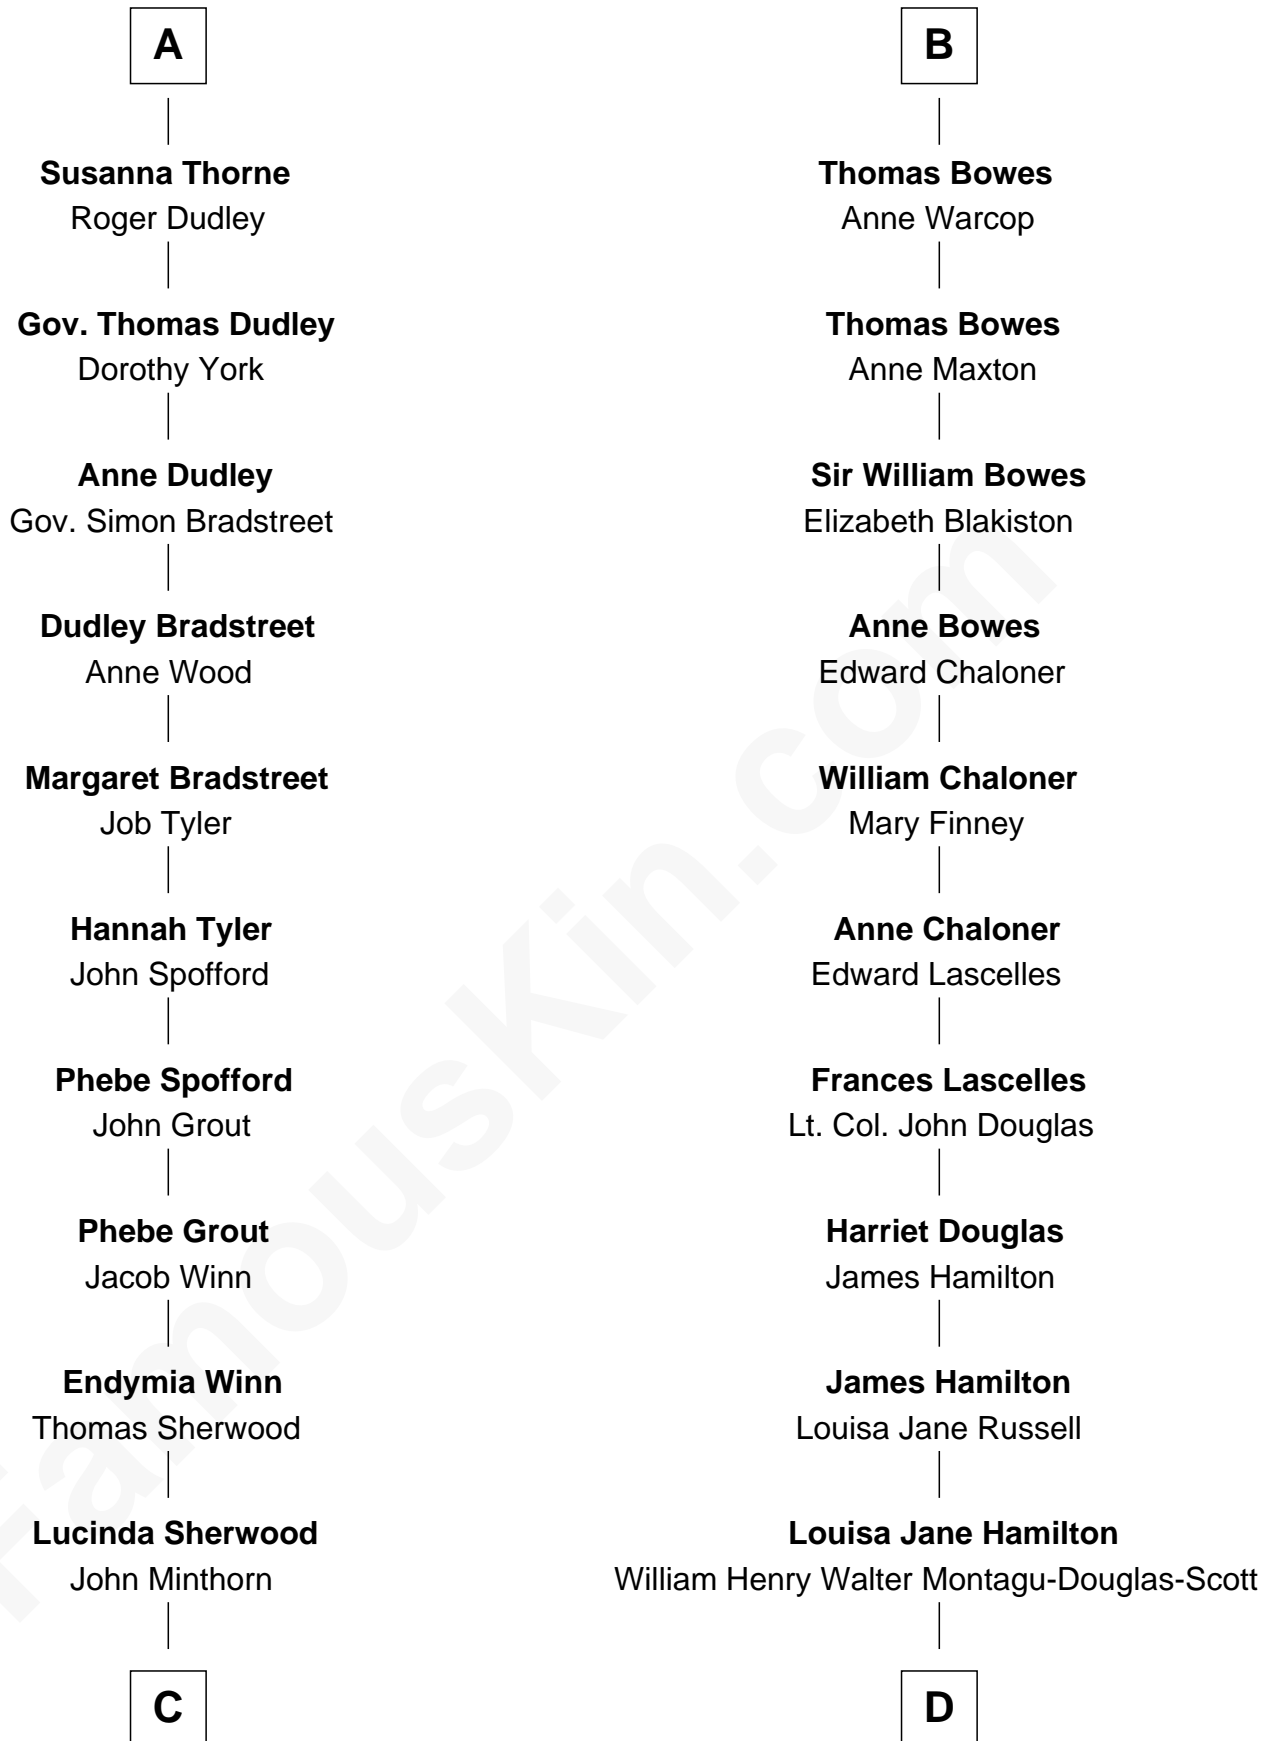 A
Susanna Thorne
Roger Dudley
Gov. Thomas Dudley
Dorothy York
Anne Dudley
Gov. Simon Bradstreet
Dudley Bradstreet
Anne Wood
Margaret Bradstreet
Job Tyler
Hannah Tyler
John Spofford
Phebe Spofford
John Grout
Phebe Grout
Jacob Winn
Endymia Winn
Thomas Sherwood
Lucinda Sherwood
John Minthorn
C
B
Thomas Bowes
Anne Warcop
Thomas Bowes
Anne Maxton
Sir William Bowes
Elizabeth Blakiston
Anne Bowes
Edward Chaloner
William Chaloner
Mary Finney
Anne Chaloner
Edward Lascelles
Frances Lascelles
Lt. Col. John Douglas
Harriet Douglas
James Hamilton
James Hamilton
Louisa Jane Russell
Louisa Jane Hamilton
William Henry Walter Montagu-Douglas-Scott
D
FamousKin.com